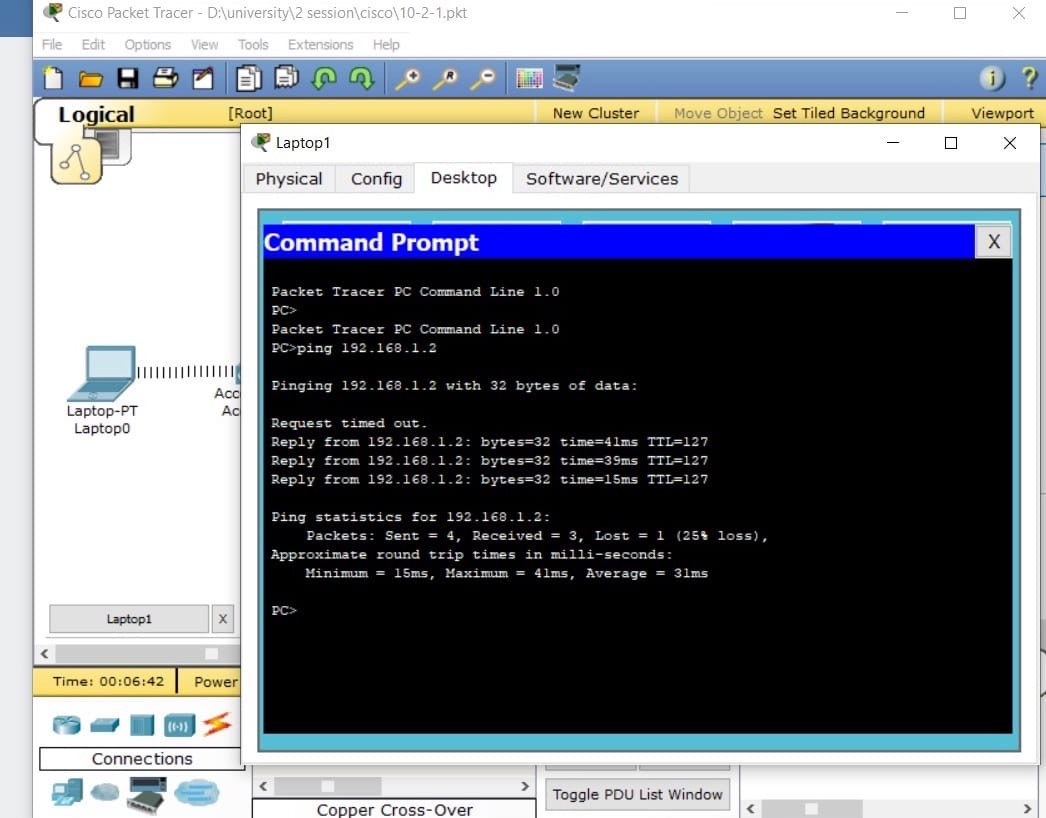 Cisco Packet Tracer - D:\university\2 session\cisco\10-2-1.pkt
File Edit Options View Tools Extensions Help
Logical [Root] New Cluster Move Object Set Tiled Background Viewport
Laptop1
Physical Config Desktop Software/Services
Command Prompt X
Packet Tracer PC Command Line 1.0
PC>
Packet Tracer PC Command Line 1.0
PC>ping 192.168.1.2
Pinging 192.168.1.2 with 32 bytes of data:
Request timed out.
Reply from 192.168.1.2: bytes=32 time=41ms TTL=127
Reply from 192.168.1.2: bytes=32 time=39ms TTL=127
Reply from 192.168.1.2: bytes=32 time=15ms TTL=127
Ping statistics for 192.168.1.2:
Packets: Sent = 4, Received = 3, Lost = 1 (25% loss),
Approximate round trip times in milli-seconds:
Minimum = 15ms, Maximum = 41ms, Average = 31ms
PC>
Acc
Ac
Laptop-PT
Laptop0
Laptop1 X
Time: 00:06:42 Power
Connections
Copper Cross-Over
Toggle PDU List Window